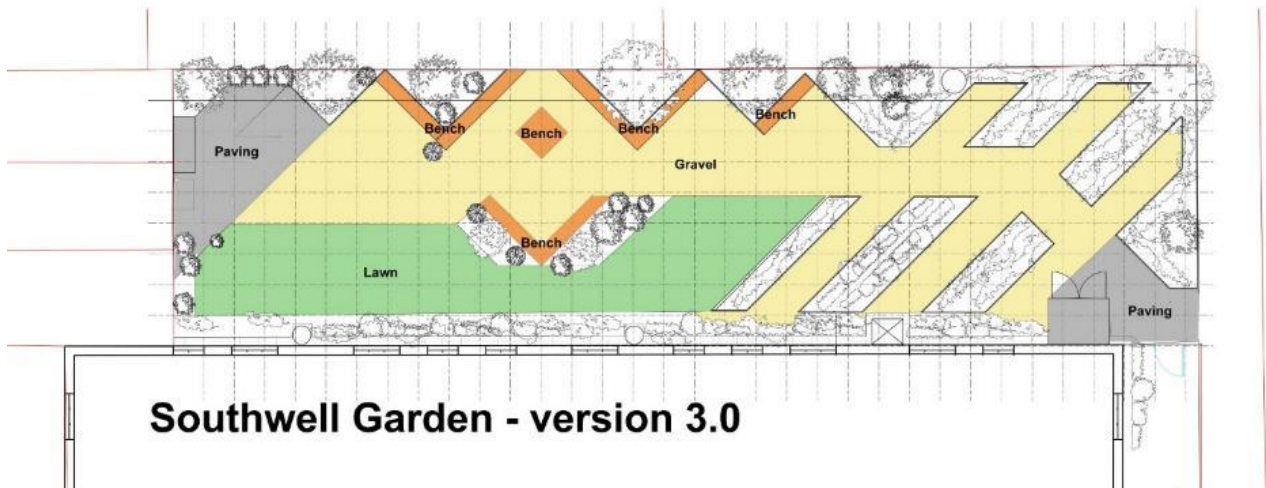 Bench
Bench
Bench
Bench
Paving
Gravel
Bench
Lawn
Paving
Southwell Garden - version 3.0